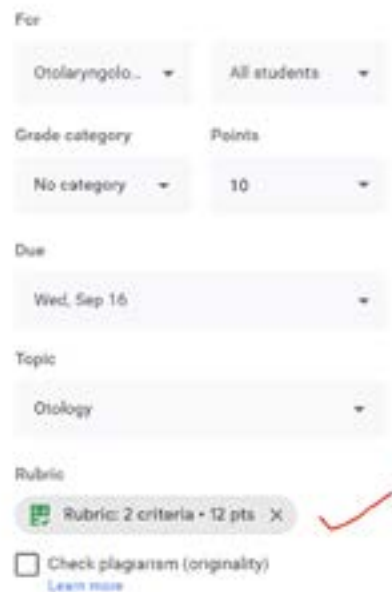 For
Otolaryngolo... All students
Grade category Points
No category 10
Due
Wed, Sep 16
Topic
Otology
Rubric
Rubric: 2 criteria • 12 pts X
Check plagiarism (originality)
Learn more